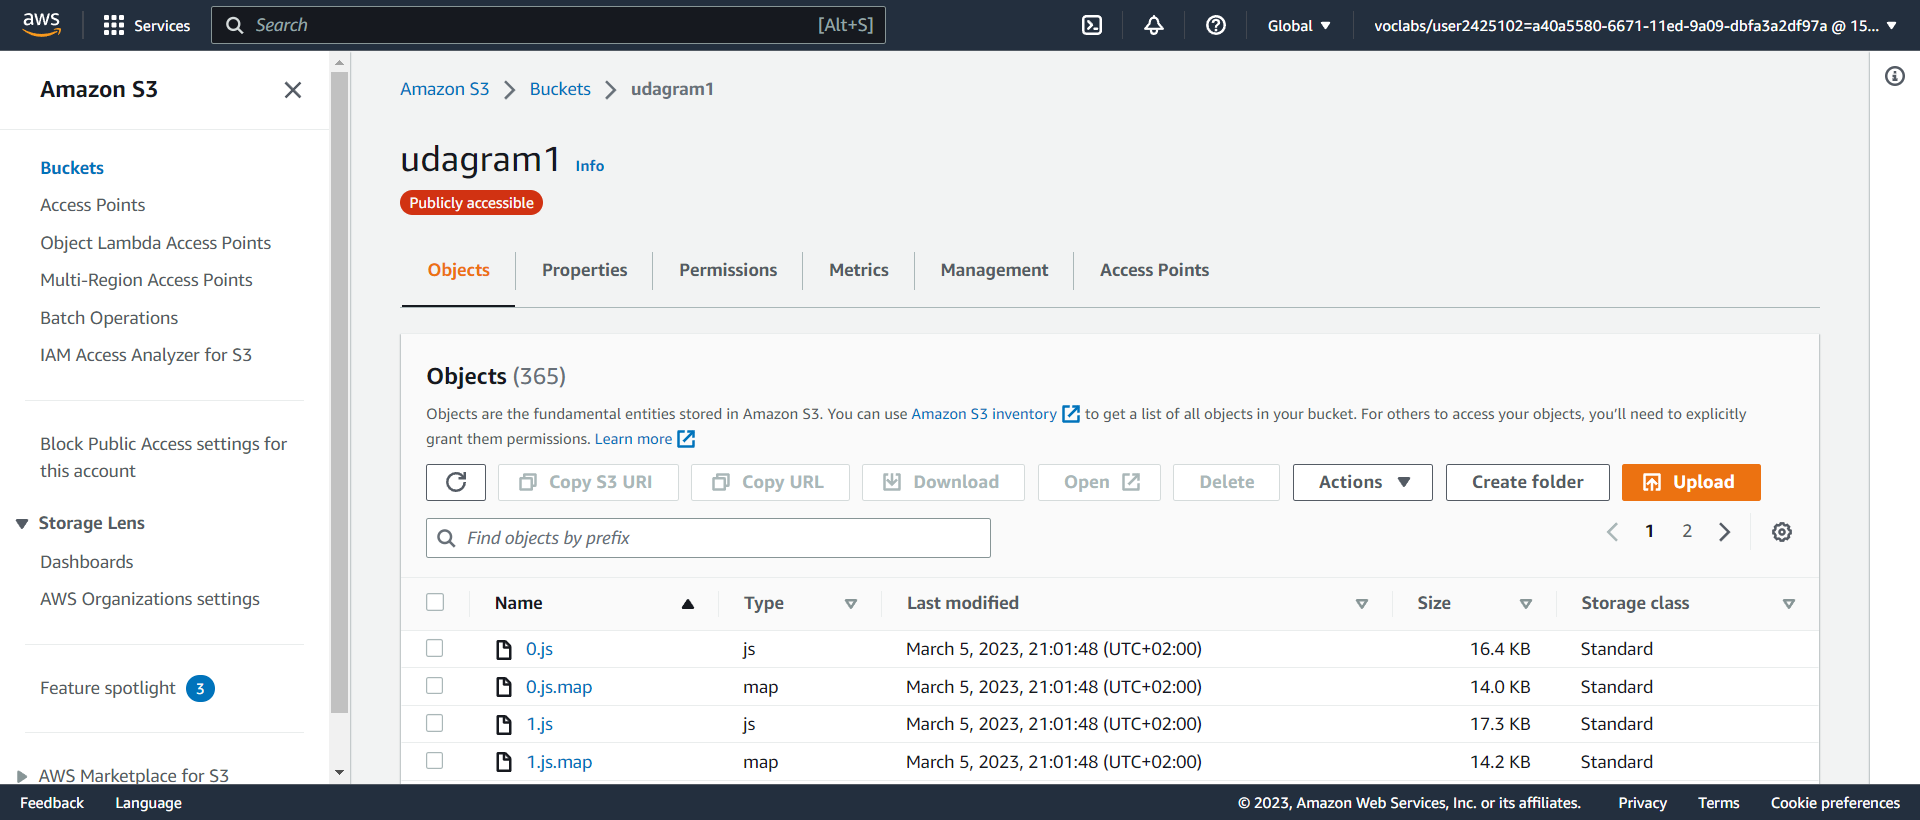 aws
Services
Search
[Alt+S]
Global
voclabs/user2425102=a40a5580-6671-11ed-9a09-dbfa3a2df97a @ 15...
Amazon S3
Buckets
Access Points
Object Lambda Access Points
Multi-Region Access Points
Batch Operations
IAM Access Analyzer for S3
Block Public Access settings for
this account
Storage Lens
Dashboards
AWS Organizations settings
Feature spotlight 3
AWS Marketplace for S3
Amazon S3 Buckets udagram1
udagram1 Info
Publicly accessible
Objects Properties Permissions Metrics Management Access Points
Objects (365)
Objects are the fundamental entities stored in Amazon S3. You can use Amazon S3 inventory to get a list of all objects in your bucket. For others to access your objects, you'll need to explicitly
grant them permissions. Learn more
Copy S3 URI Copy URL Download Open Delete Actions Create folder Upload
Find objects by prefix
1 2
Name Type Last modified Size Storage class
0.js js March 5, 2023, 21:01:48 (UTC+02:00) 16.4 KB Standard
0.js.map map March 5, 2023, 21:01:48 (UTC+02:00) 14.0 KB Standard
1.js js March 5, 2023, 21:01:48 (UTC+02:00) 17.3 KB Standard
1.js.map map March 5, 2023, 21:01:48 (UTC+02:00) 14.2 KB Standard
Feedback Language
© 2023, Amazon Web Services, Inc. or its affiliates. Privacy Terms Cookie preferences